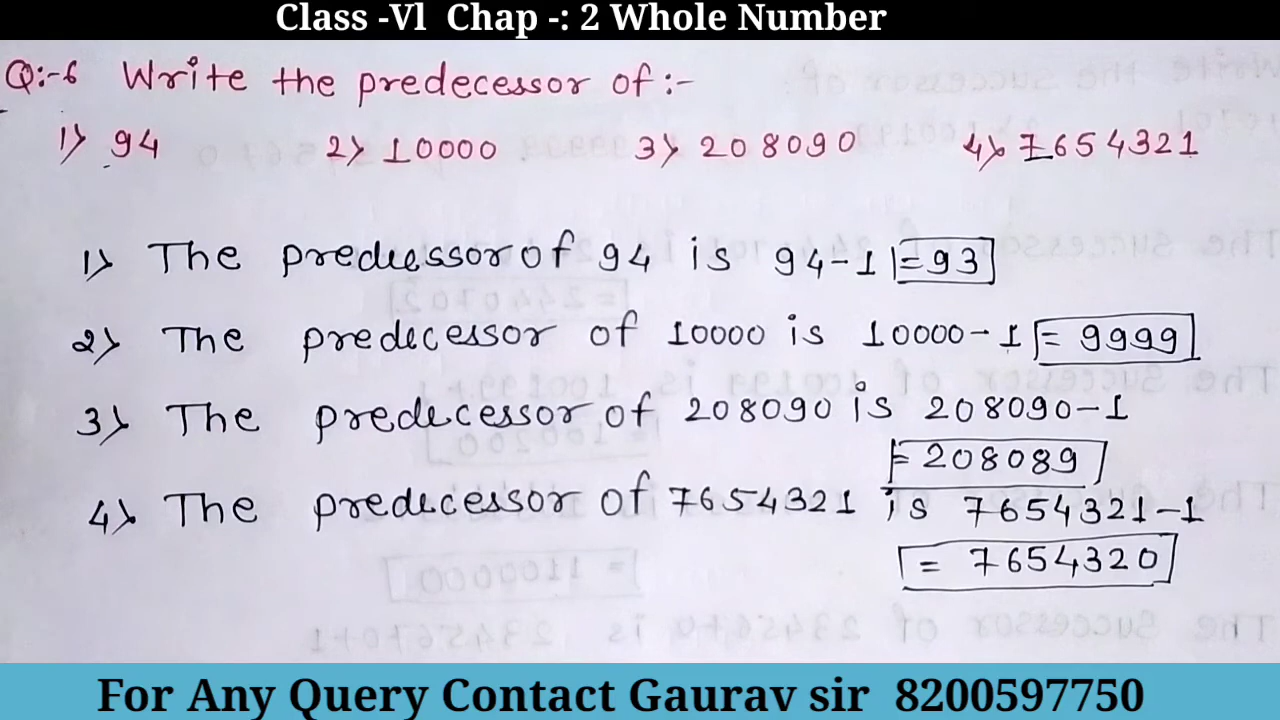 Class -Vl Chap -: 2 Whole Number
Q:-6 Write the predecessor of :-
1) 94 2) 10000 3) 208090 4) 7654321
1) The predecessor of 94 is 94-1 =93
2) The predecessor of 10000 is 10000-1 = 9999
3) The predecessor of 208090 is 208090-1
=208089
4) The predecessor of 7654321 is 7654321-1
= 7654320
For Any Query Contact Gaurav sir 8200597750